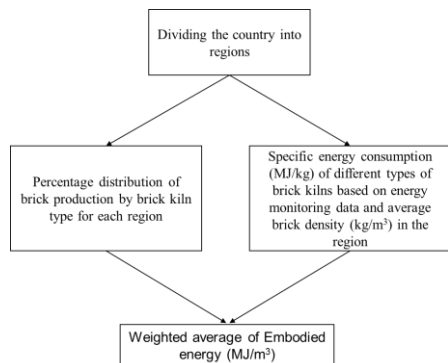 Dividing the country into
regions
Percentage distribution of
brick production by brick kiln
type for each region
Specific energy consumption
(MJ/kg) of different types of
brick kilns based on energy
monitoring data and average
brick density (kg/m³) in the
region
Weighted average of Embodied
energy (MJ/m³)